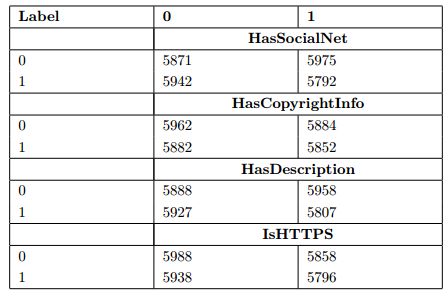 Label 0 1
HasSocialNet
0 5871 5975
1 5942 5792
HasCopyrightInfo
0 5962 5884
1 5882 5852
HasDescription
0 5888 5958
1 5927 5807
IsHTTPS
0 5988 5858
1 5938 5796